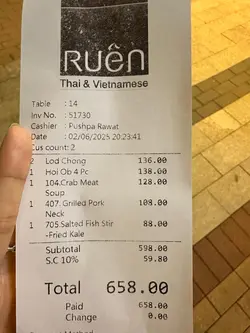 RUÊN
Thai & Vietnamese
Table : 14
Inv No. : 51730
Cashier : Pushpa Rawat
Date : 02/06/2025 20:23:41
Cus count: 2
2 Lod Chong 136.00
1 Hoi Ob 4 Pc 138.00
1 104.Crab Meat 128.00
Soup
1 407. Grilled Pork 108.00
Neck
1 705.Salted Fish Stir 88.00
-Fried Kale
Subtotal 598.00
S.C 10% 59.80
Total 658.00
Paid 658.00
Change 0.00